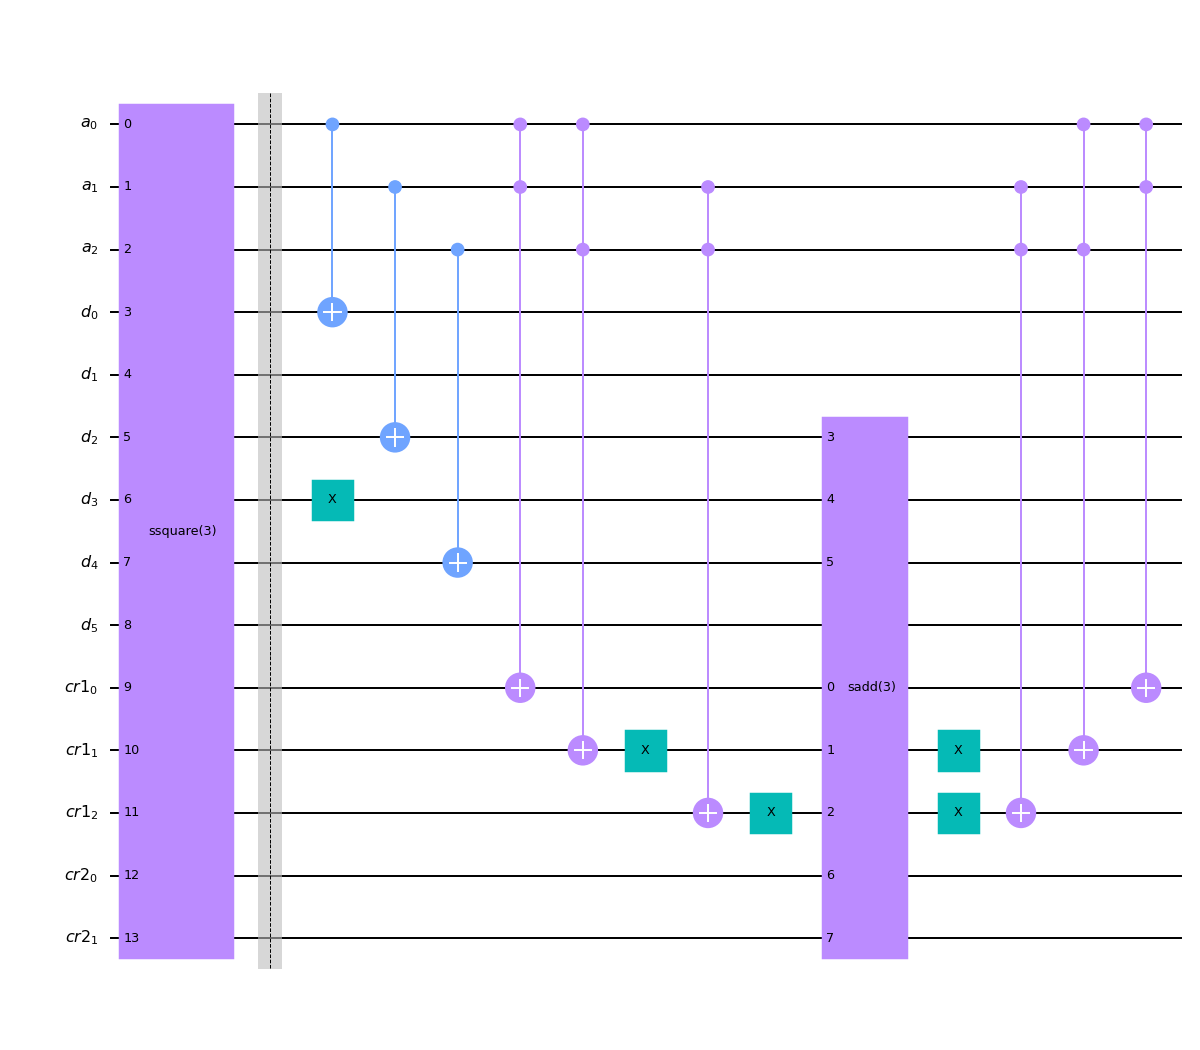 a₀ 0
a₁ 1
a₂ 2
d₀ 3
d₁ 4
d₂ 5 3
d₃ 6 X 4
ssquare(3)
d₄ 7 5
d₅ 8
cr1₀ 9 0 sadd(3)
cr1₁ 10 X 1 X
cr1₂ 11 X 2 X
cr2₀ 12 6
cr2₁ 13 7